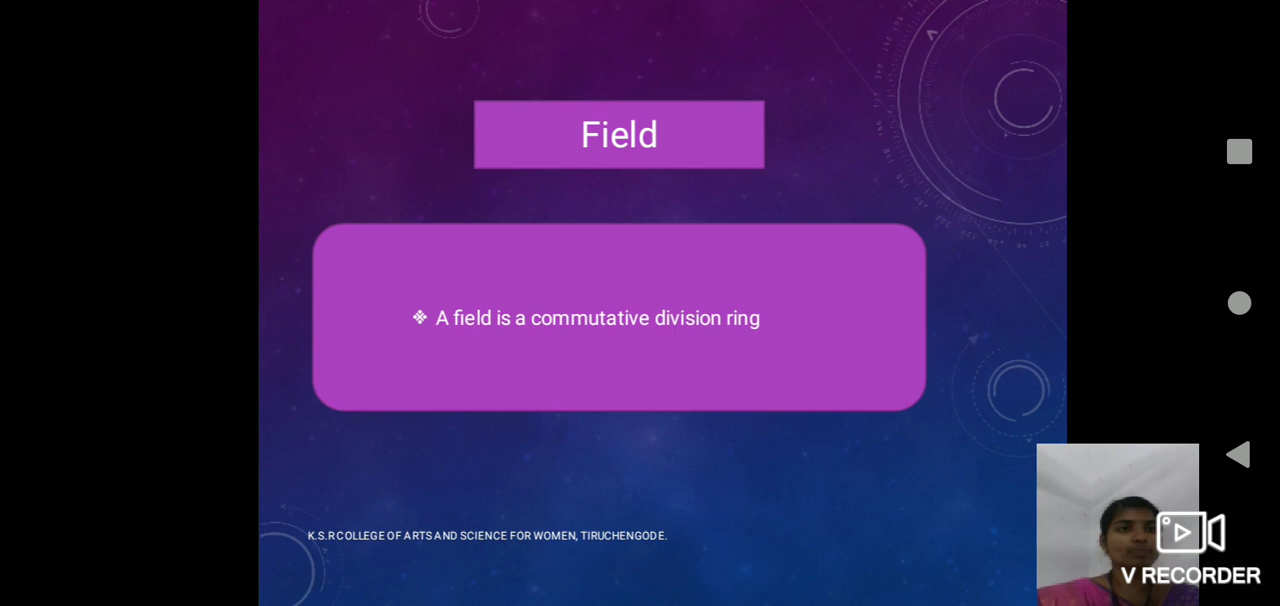 Field
❖ A field is a commutative division ring
K.S.R COLLEGE OF ARTS AND SCIENCE FOR WOMEN, TIRUCHENGODE.
V RECORDER